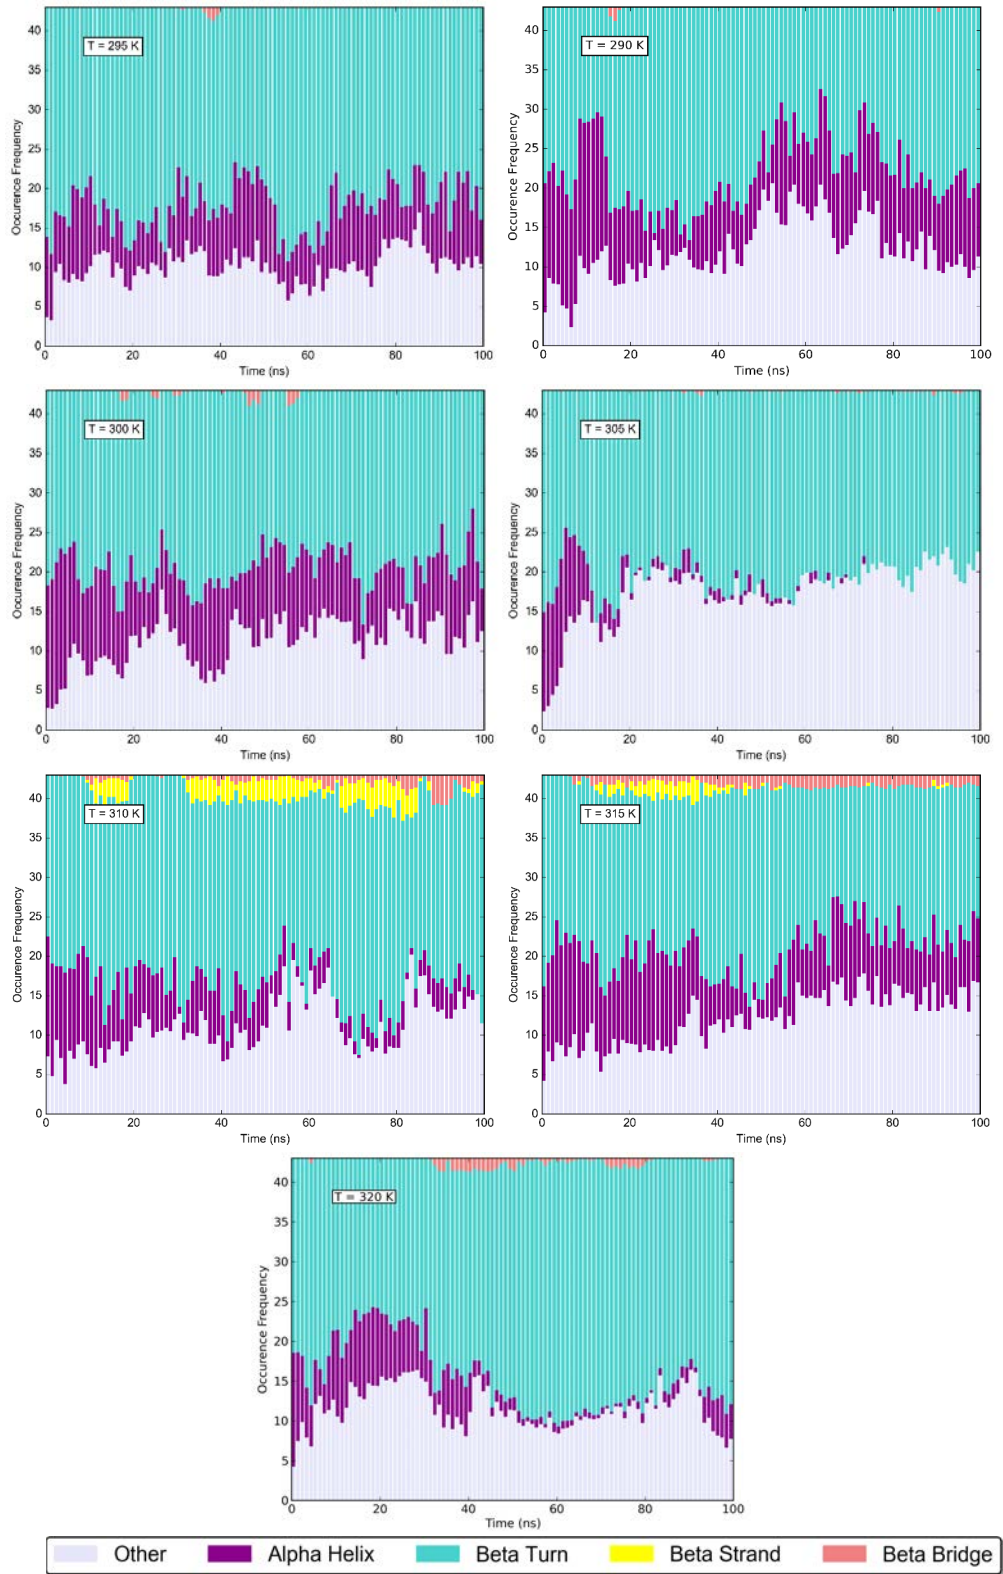 T = 295 K
Occurence Frequency
40
35
30
25
20
15
10
5
0
0 20 40 60 80 100
Time (ns)
T = 290 K
Occurence Frequency
40
35
30
25
20
15
10
5
0
0 20 40 60 80 100
Time (ns)
T = 300 K
Occurence Frequency
40
35
30
25
20
15
10
5
0
0 20 40 60 80 100
Time (ns)
T = 305 K
Occurence Frequency
40
35
30
25
20
15
10
5
0
0 20 40 60 80 100
Time (ns)
T = 310 K
Occurence Frequency
40
35
30
25
20
15
10
5
0
0 20 40 60 80 100
Time (ns)
T = 315 K
Occurence Frequency
40
35
30
25
20
15
10
5
0
0 20 40 60 80 100
Time (ns)
T = 320 K
Occurence Frequency
40
35
30
25
20
15
10
5
0
0 20 40 60 80 100
Time (ns)
Other Alpha Helix Beta Turn Beta Strand Beta Bridge